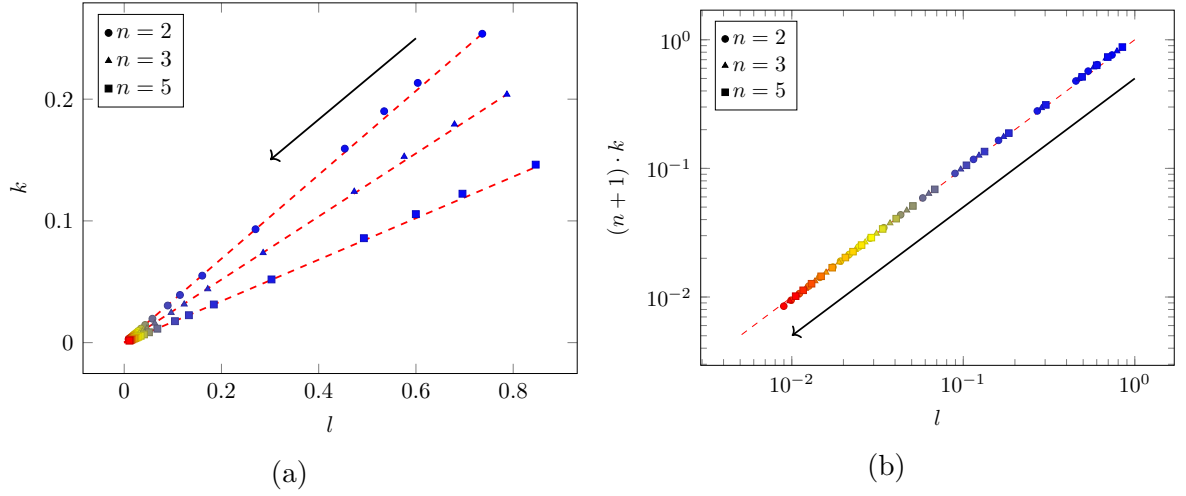 n = 2
n = 3
n = 5
0.2
0.1
0
k
0 0.2 0.4 0.6 0.8
l
(a)
n = 2
n = 3
n = 5
10^0
10^{-1}
10^{-2}
(n + 1) · k
10^{-2} 10^{-1} 10^0
l
(b)